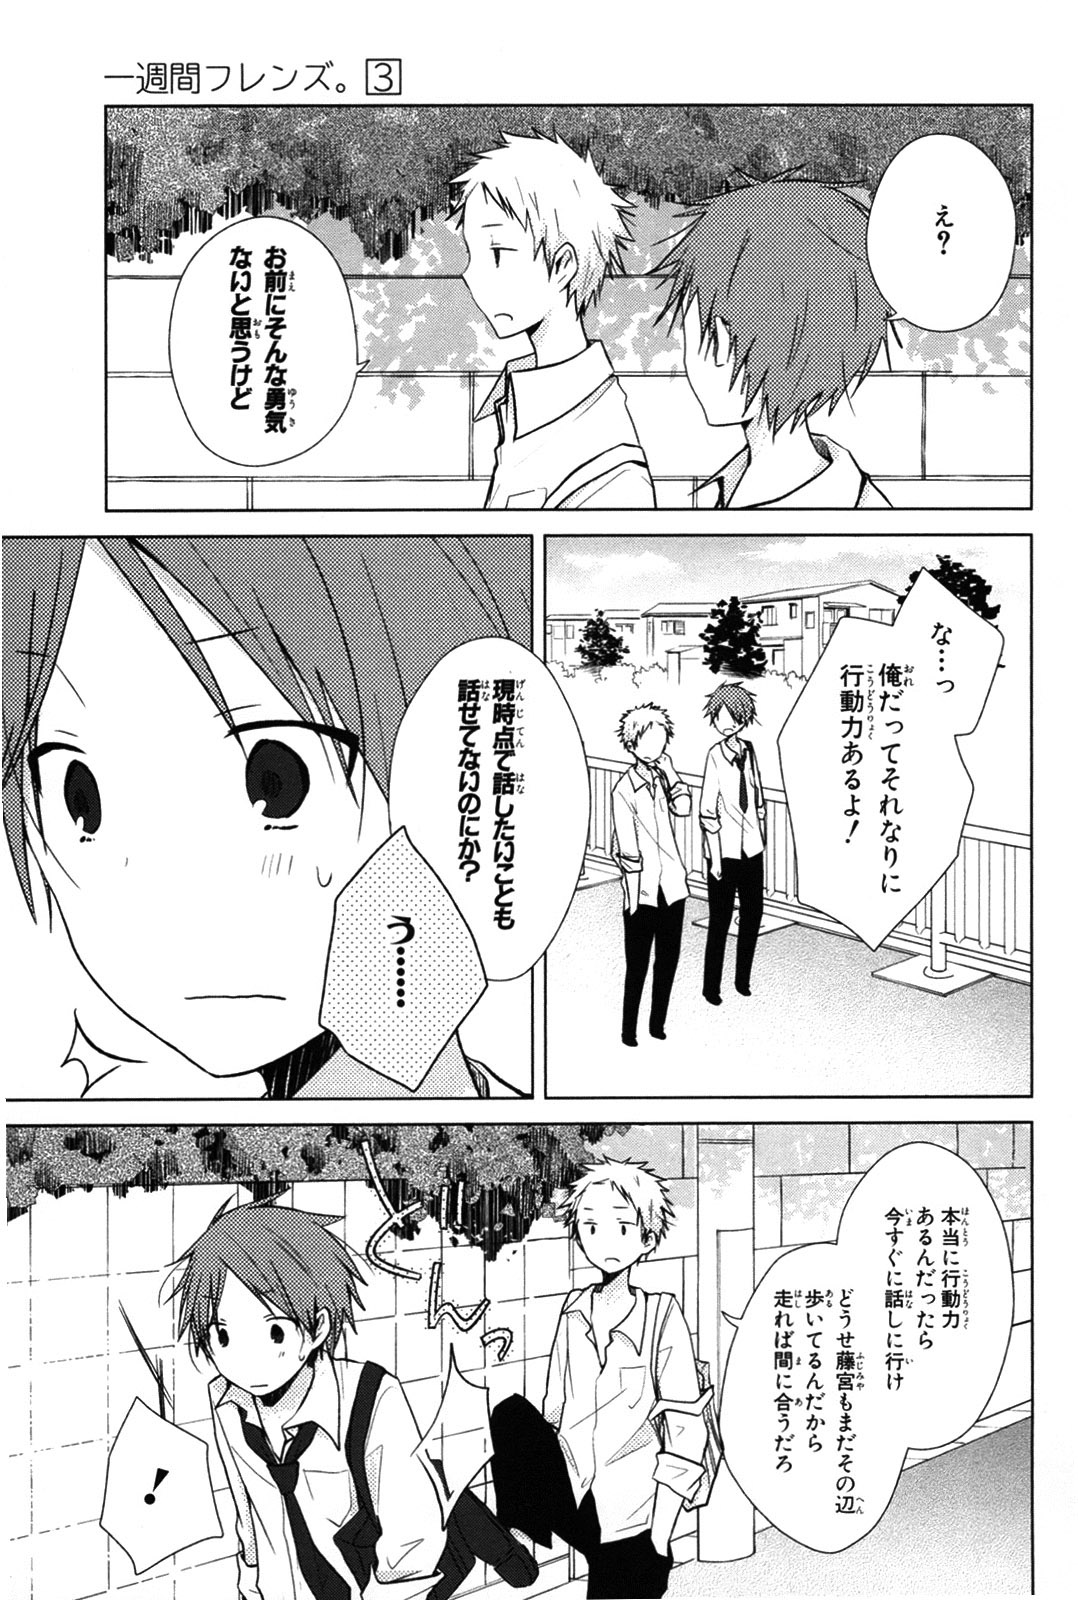 一週間フレンズ。3
え？
お前にそんな勇気
ないと思うけど
な…っ
俺だってそれなりに
行動力あるよ！
現時点で話したいことも
話せてないのにか？
う……
本当に行動力
あるんだったら
今すぐに話しに行け
どうせ藤宮もまだその辺
歩いてるんだから
走れば間に合うだろ
げしっ
！